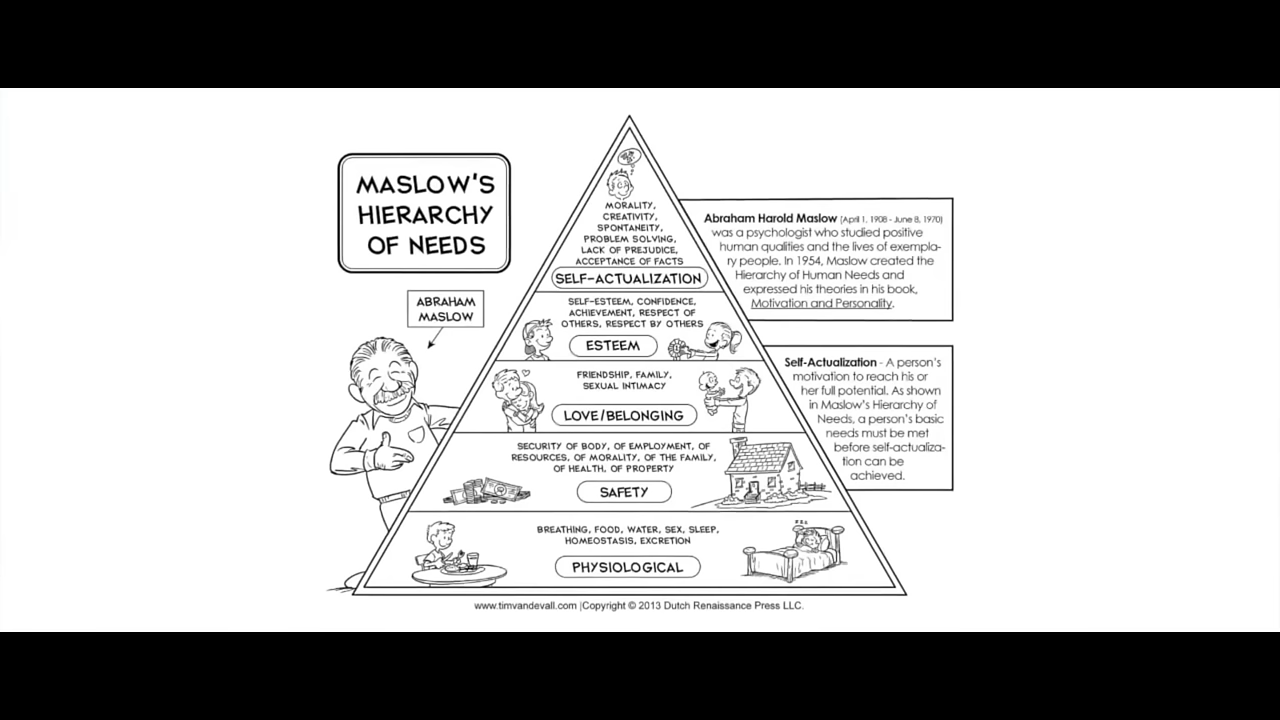 MASLOW'S
HIERARCHY
OF NEEDS
ABRAHAM
MASLOW
MORALITY,
CREATIVITY,
SPONTANEITY,
PROBLEM SOLVING,
LACK OF PREJUDICE,
ACCEPTANCE OF FACTS
SELF-ACTUALIZATION
SELF-ESTEEM, CONFIDENCE,
ACHIEVEMENT, RESPECT OF
OTHERS, RESPECT BY OTHERS
ESTEEM
FRIENDSHIP, FAMILY,
SEXUAL INTIMACY
LOVE/BELONGING
SECURITY OF BODY, OF EMPLOYMENT, OF
RESOURCES, OF MORALITY, OF THE FAMILY,
OF HEALTH, OF PROPERTY
SAFETY
BREATHING, FOOD, WATER, SEX, SLEEP,
HOMEOSTASIS, EXCRETION
PHYSIOLOGICAL
Abraham Harold Maslow (April 1, 1908 - June 8, 1970)
was a psychologist who studied positive
human qualities and the lives of exempla-
ry people. In 1954, Maslow created the
Hierarchy of Human Needs and
expressed his theories in his book,
Motivation and Personality.
Self-Actualization - A person's
motivation to reach his or
her full potential. As shown
in Maslow's Hierarchy of
Needs, a person's basic
needs must be met
before self-actualiza-
tion can be
achieved.
www.timvandevall.com |Copyright © 2013 Dutch Renaissance Press LLC.